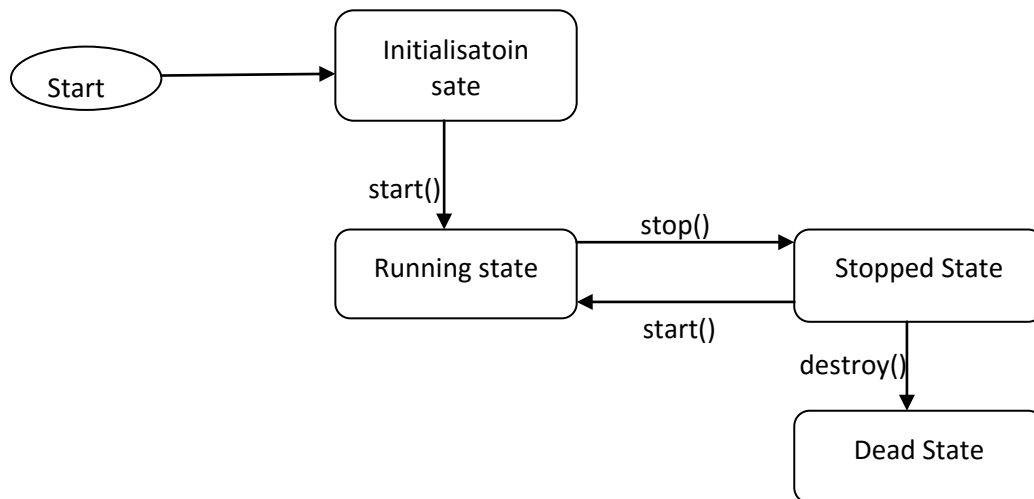 Start
Initialisatoin
sate
start()
Running state
stop()
start()
Stopped State
destroy()
Dead State